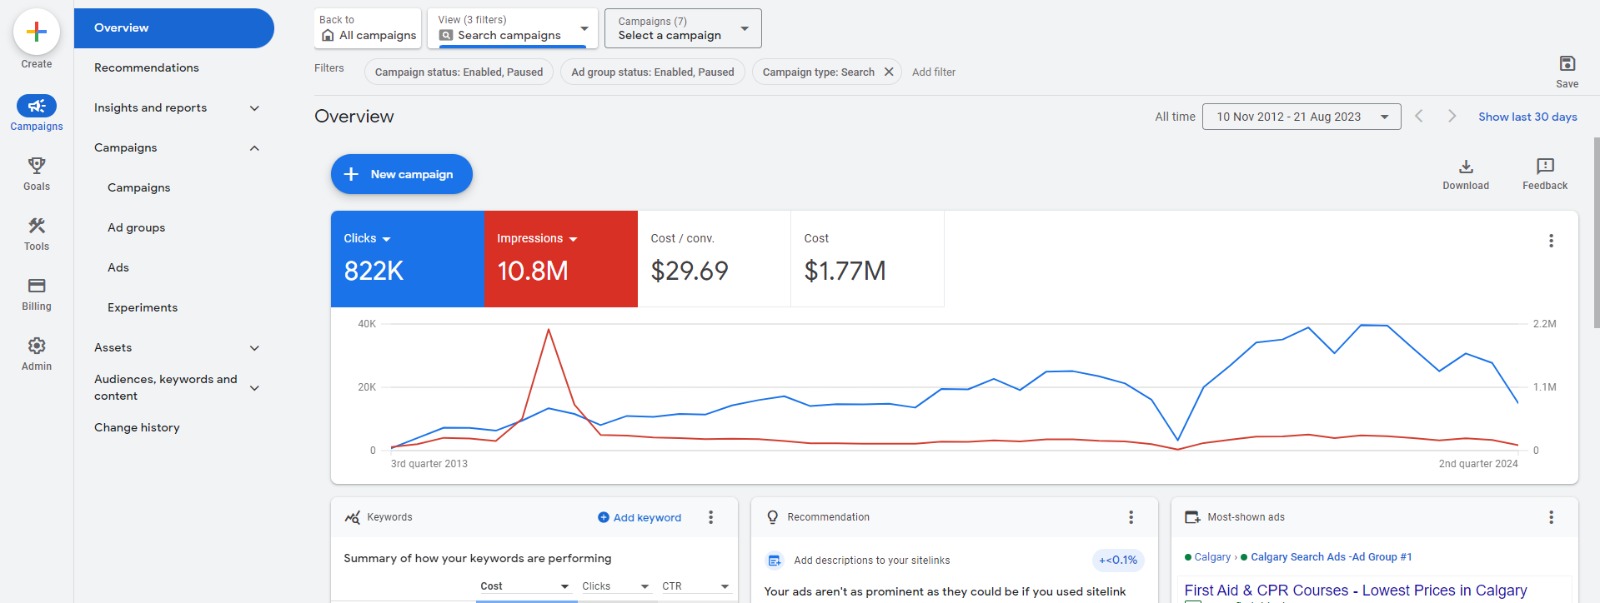 Create
Campaigns
Goals
Tools
Billing
Admin
Overview
Recommendations
Insights and reports
Campaigns
Campaigns
Ad groups
Ads
Experiments
Assets
Audiences, keywords and
content
Change history
Back to
All campaigns
View (3 filters)
Search campaigns
Campaigns (7)
Select a campaign
Filters
Campaign status: Enabled, Paused
Ad group status: Enabled, Paused
Campaign type: Search
Add filter
Save
Overview
All time
10 Nov 2012 - 21 Aug 2023
Show last 30 days
New campaign
Download
Feedback
Clicks
822K
Impressions
10.8M
Cost / conv.
$29.69
Cost
$1.77M
40K
20K
0
2.2M
1.1M
0
3rd quarter 2013
2nd quarter 2024
Keywords
Add keyword
Summary of how your keywords are performing
Cost
Clicks
CTR
Recommendation
Add descriptions to your sitelinks
+<0.1%
Your ads aren't as prominent as they could be if you used sitelink
Most-shown ads
Calgary › Calgary Search Ads -Ad Group #1
First Aid & CPR Courses - Lowest Prices in Calgary